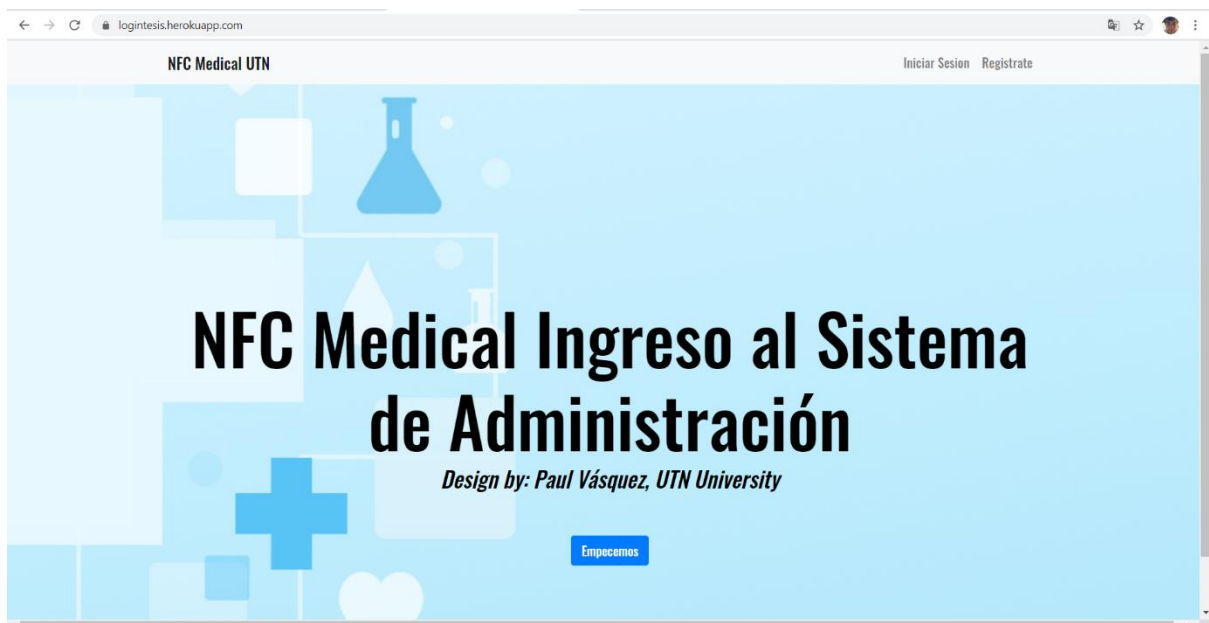 logintesis.herokuapp.com
NFC Medical UTN
Iniciar Sesion Registrate
NFC Medical Ingreso al Sistema
de Administración
Design by: Paul Vásquez, UTN University
Empecemos